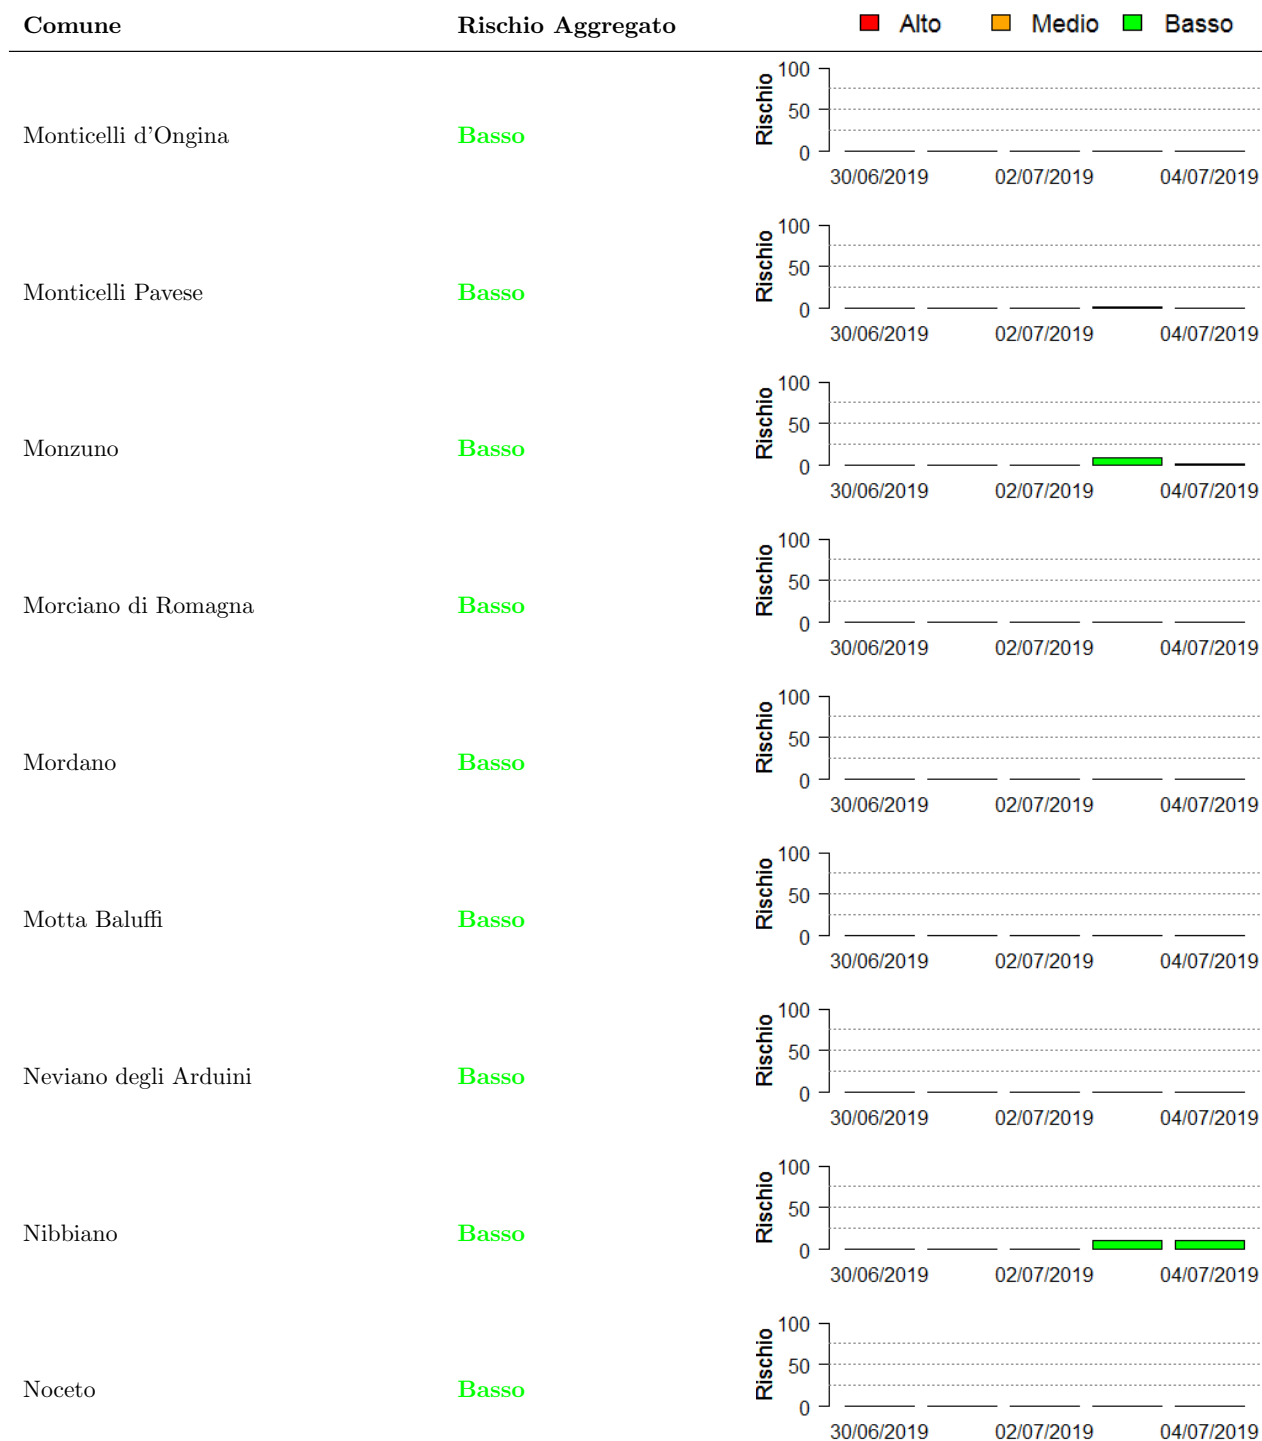 Comune Rischio Aggregato Alto Medio Basso
100
50
0
Rischio
Monticelli d'Ongina Basso
30/06/2019 02/07/2019 04/07/2019
100
50
0
Rischio
Monticelli Pavese Basso
30/06/2019 02/07/2019 04/07/2019
100
50
0
Rischio
Monzuno Basso
30/06/2019 02/07/2019 04/07/2019
100
50
0
Rischio
Morciano di Romagna Basso
30/06/2019 02/07/2019 04/07/2019
100
50
0
Rischio
Mordano Basso
30/06/2019 02/07/2019 04/07/2019
100
50
0
Rischio
Motta Baluffi Basso
30/06/2019 02/07/2019 04/07/2019
100
50
0
Rischio
Neviano degli Arduini Basso
30/06/2019 02/07/2019 04/07/2019
100
50
0
Rischio
Nibbiano Basso
30/06/2019 02/07/2019 04/07/2019
100
50
0
Rischio
Noceto Basso
30/06/2019 02/07/2019 04/07/2019